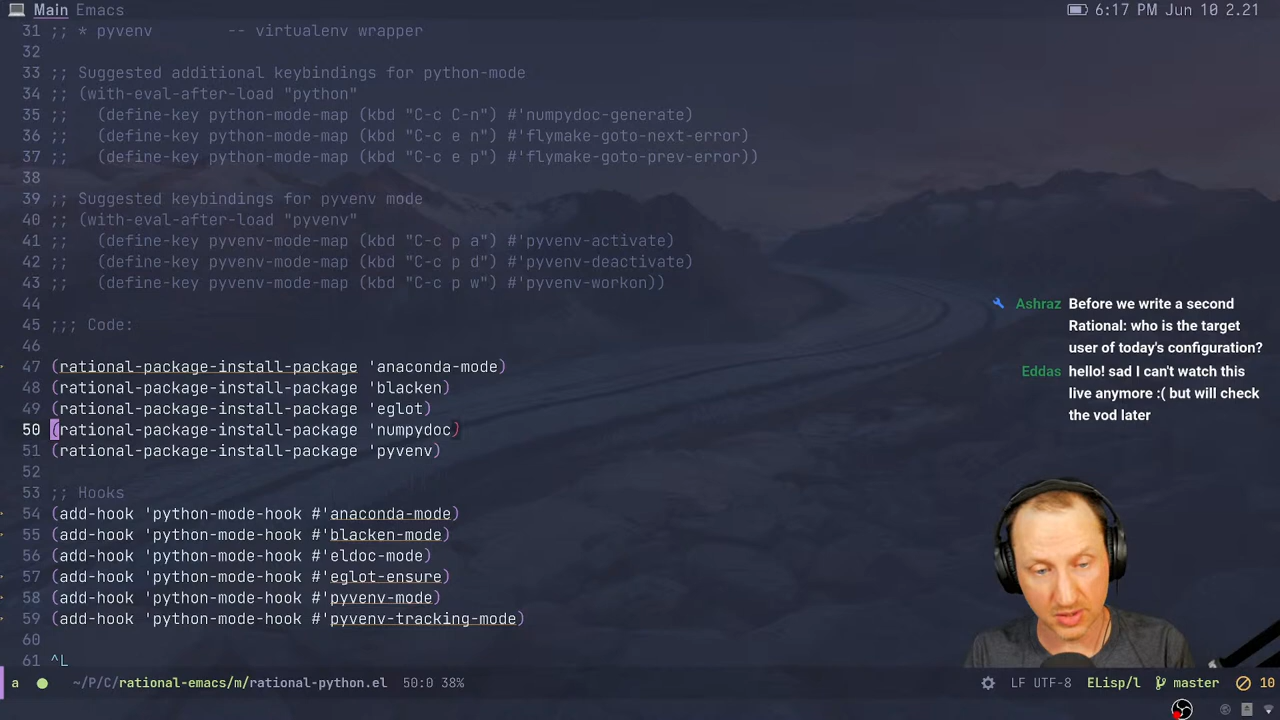 Main Emacs
6:17 PM Jun 10 2.21
31 ;; * pyvenv        -- virtualenv wrapper
32
33 ;; Suggested additional keybindings for python-mode
34 ;; (with-eval-after-load "python"
35 ;;   (define-key python-mode-map (kbd "C-c C-n") #'numpydoc-generate)
36 ;;   (define-key python-mode-map (kbd "C-c e n") #'flymake-goto-next-error)
37 ;;   (define-key python-mode-map (kbd "C-c e p") #'flymake-goto-prev-error))
38
39 ;; Suggested keybindings for pyvenv mode
40 ;; (with-eval-after-load "pyvenv"
41 ;;   (define-key pyvenv-mode-map (kbd "C-c p a") #'pyvenv-activate)
42 ;;   (define-key pyvenv-mode-map (kbd "C-c p d") #'pyvenv-deactivate)
43 ;;   (define-key pyvenv-mode-map (kbd "C-c p w") #'pyvenv-workon))
44
45 ;;; Code:
46
47 (rational-package-install-package 'anaconda-mode)
48 (rational-package-install-package 'blacken)
49 (rational-package-install-package 'eglot)
50 (rational-package-install-package 'numpydoc)
51 (rational-package-install-package 'pyvenv)
52
53 ;; Hooks
54 (add-hook 'python-mode-hook #'anaconda-mode)
55 (add-hook 'python-mode-hook #'blacken-mode)
56 (add-hook 'python-mode-hook #'eldoc-mode)
57 (add-hook 'python-mode-hook #'eglot-ensure)
58 (add-hook 'python-mode-hook #'pyvenv-mode)
59 (add-hook 'python-mode-hook #'pyvenv-tracking-mode)
60
61 ^L
Ashraz Before we write a second
Rational: who is the target
user of today's configuration?
Eddas hello! sad I can't watch this
live anymore :( but will check
the vod later
a ~/P/C/rational-emacs/m/rational-python.el 50:0 38%
LF UTF-8 ELisp/l master 10